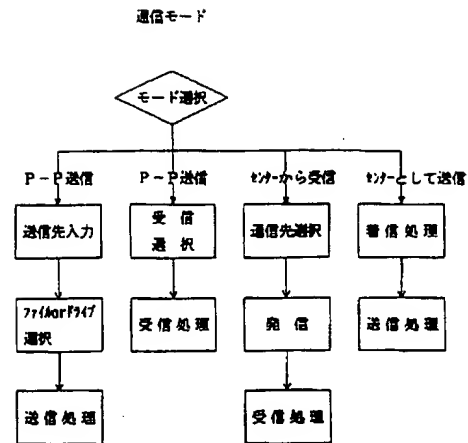 通信モード
モード選択
P-P送信
P-P送信
センターから受信
センターとして送信
送信先入力
受信
選択
通信先選択
着信処理
ファイルorドライブ
選択
受信処理
発信
送信処理
送信処理
受信処理